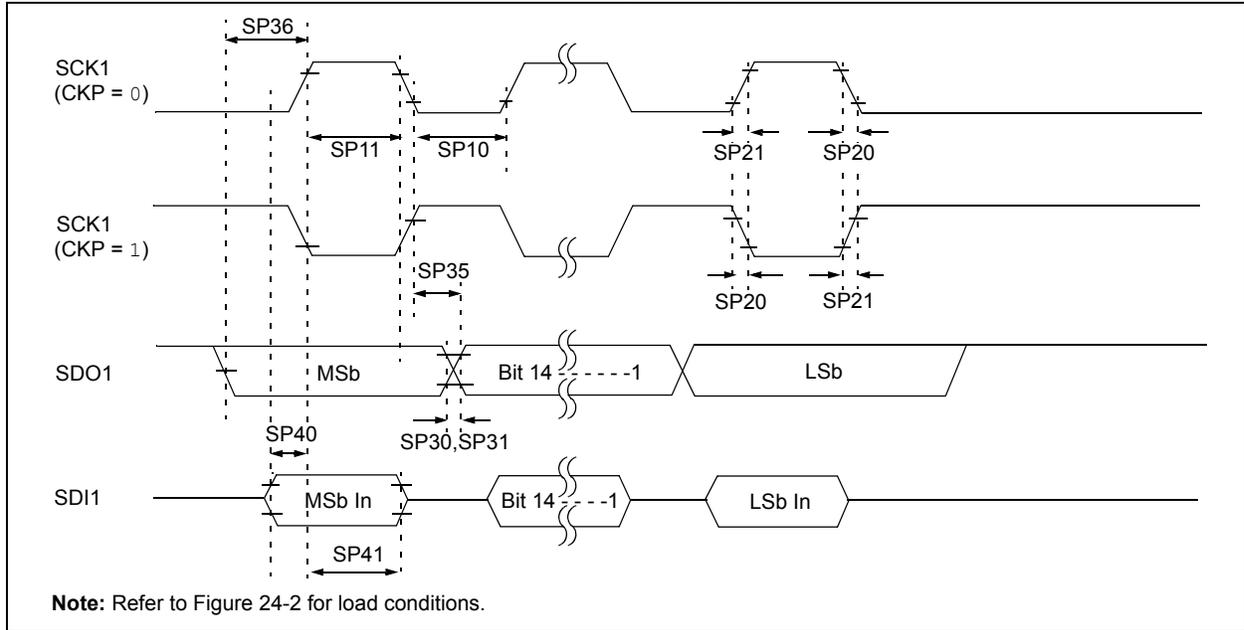 SP36
SCK1
(CKP = 0)
SP11
SP10
SP21
SP20
SCK1
(CKP = 1)
SP35
SP20
SP21
SDO1
MSb
Bit 14 - - - - - -1
LSb
SP40
SP30,SP31
SDI1
MSb In
Bit 14 - - - - -1
LSb In
SP41
Note: Refer to Figure 24-2 for load conditions.